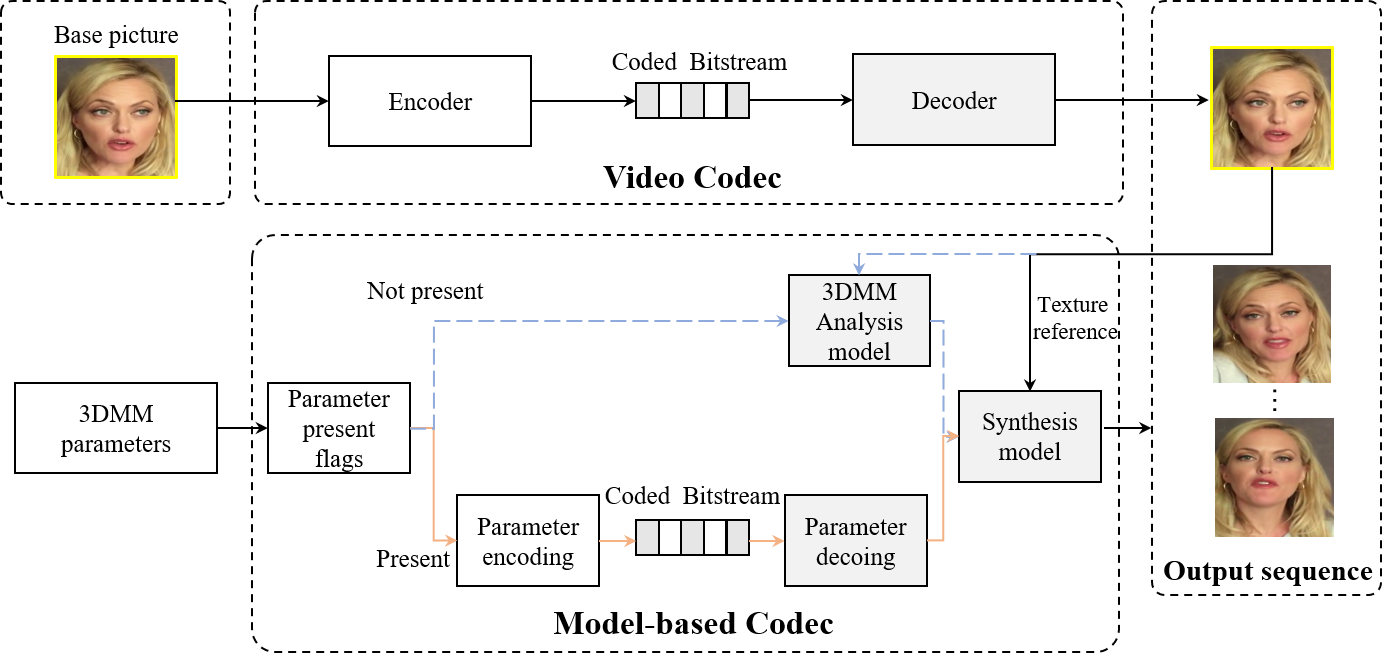 Base picture
Encoder
Coded Bitstream
Decoder
Video Codec
Not present
3DMM
Analysis
model
Texture
reference
3DMM
parameters
Parameter
present
flags
Synthesis
model
Present
Parameter
encoding
Coded Bitstream
Parameter
decoing
Output sequence
Model-based Codec